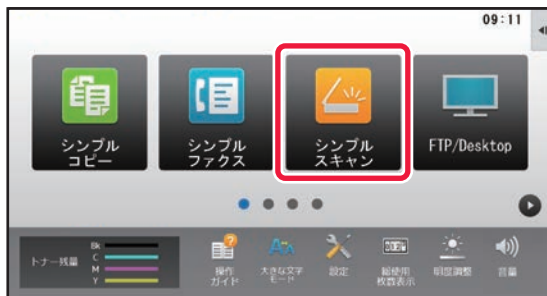 09:11
シンプル
コピー
シンプル
ファクス
シンプル
スキャン
FTP/Desktop
トナー残量
Bk
C
M
Y
操作
ガイド
大きな文字
モード
設定
総使用
枚数表示
明度調整
音量